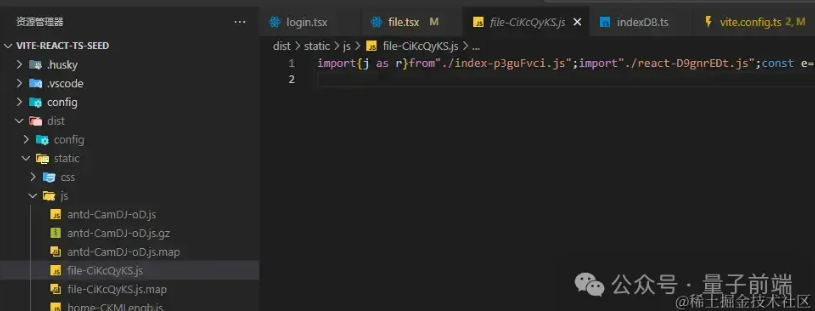 资源管理器
···
login.tsx
file.tsx M
file-CiKcQyKS.js
indexDB.ts
vite.config.ts 2, M
VITE-REACT-TS-SEED
dist > static > js > file-CiKcQyKS.js > ...
.husky
1 import{j as r}from"./index-p3guFvci.js";import"./react-D9gnrEDt.js";const e=
.vscode
2
config
dist
config
static
css
js
antd-CamDJ-oD.js
antd-CamDJ-oD.js.gz
antd-CamDJ-oD.js.map
file-CiKcQyKS.js
file-CiKcQyKS.js.map
公众号 · 量子前端
@稀土掘金技术社区